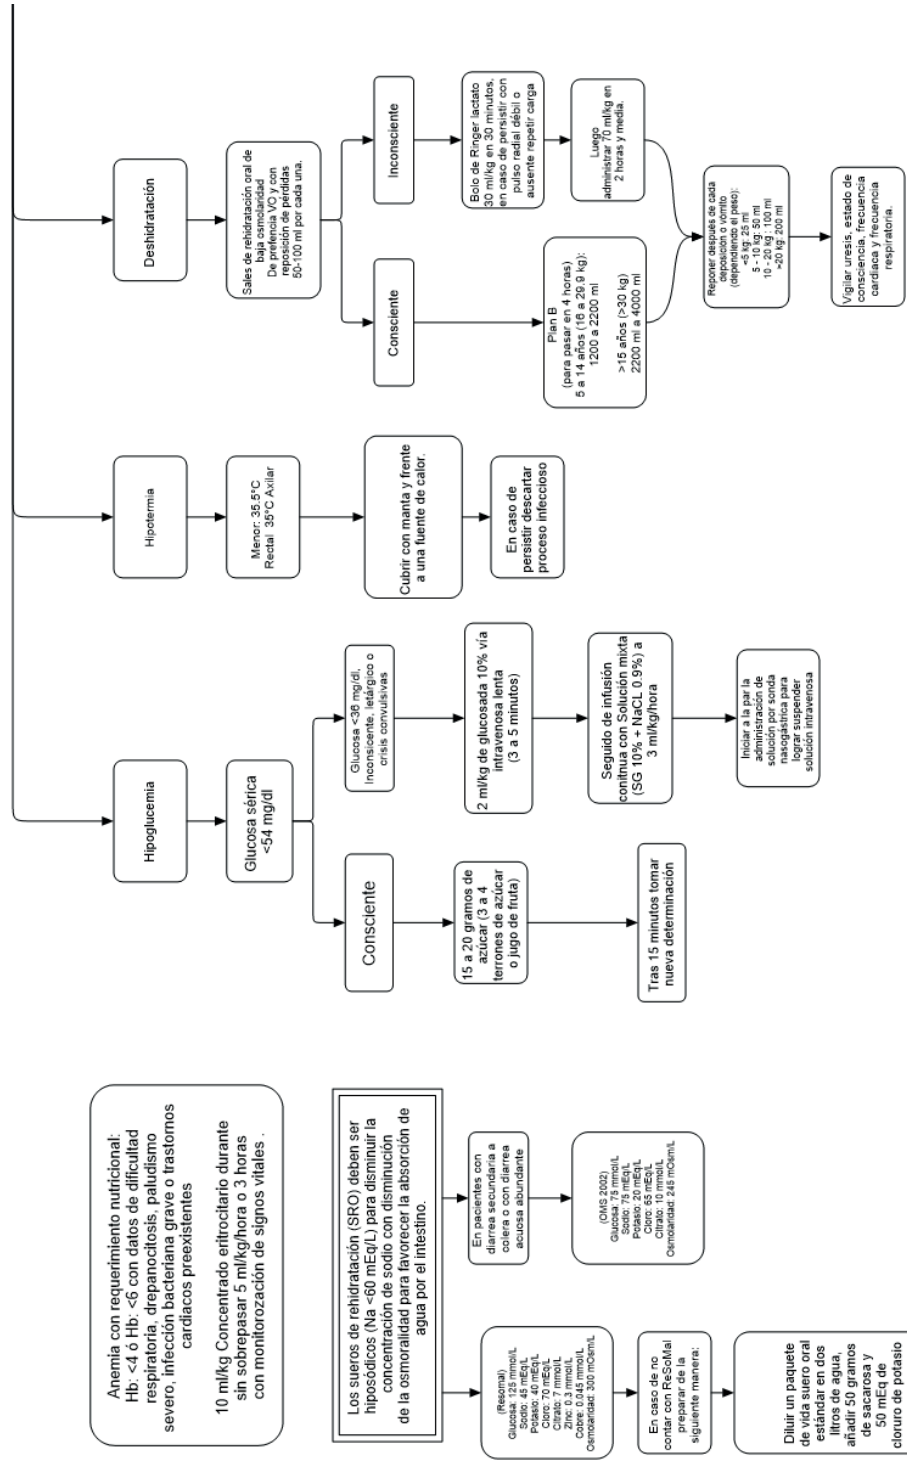 Anemia con requerimiento nutricional:
Hb: <4 ó Hb: <6 con datos de dificultad
respiratoria, drepanocitosis, paludismo
severo, infección bacteriana grave o trastornos
cardiacos preexistentes
10 ml/kg Concentrado eritrocitario durante
sin sobrepasar 5 ml/kg/hora o 3 horas
con monitorozación de signos vitales .
Los sueros de rehidratación (SRO) deben ser
hiposódicos (Na <60 mEq/L) para disminuir la
concentración de sodio con disminución
de la osmoralidad para favorecer la absorción de
agua por el intestino.
(Resomal)
Glucosa: 125 mmol/L
Sodio: 45 mEq/L
Potasio: 40 mEq/L
Cloro: 70 mEq/L
Citrato: 7 mmol/L
Zinc: 0.3 mmol/L
Cobre: 0.045 mmol/L
Osmolaridad: 300 mOsm/L
En caso de no
contar con ReSoMal
preparar de la
siguiente manera:
Diluir un paquete
de vida suero oral
estándar en dos
litros de agua,
añadir 50 gramos
de sacarosa y
50 mEq de
cloruro de potasio
En pacientes con
diarrea secundaria a
colera o con diarrea
acuosa abundante
(OMS 2002)
Glucosa: 75 mmol/L
Sodio: 75 mEq/L
Potasio: 20 mEq/L
Cloro: 65 mEq/L
Citrato: 10 mmol/L
Osmolaridad: 245 mOsm/L
Hipoglucemia
Glucosa sérica
<54 mg/dl
Consciente
15 a 20 gramos de
azúcar (3 a 4
terrones de azúcar
o jugo de fruta)
Tras 15 minutos tomar
nueva determinación
Glucosa <36 mg/dl,
Inconsicente, letárgico o
crisis convulsivas
2 ml/kg de glucosada 10% vía
intravenosa lenta
(3 a 5 minutos)
Seguido de infusión
conitnua con Solución mixta
(SG 10% + NaCL 0.9%) a
3 ml/kg/hora
Iniciar a la par la
administración de
solución por sonda
nasogástrica para
lograr suspender
solución intravenosa
Hipotermia
Menor: 35.5°C
Rectal 35°C Axilar
Cubrir con manta y frente
a una fuente de calor.
En caso de
persistir descartar
proceso infeccioso
Deshidratación
Sales de rehidratación oral de
baja osmolaridad
De prefencia VO y con
reposición de pérdidas
50-100 ml por cada una.
Consciente
Plan B
(para pasar en 4 horas)
5 a 14 años (16 a 29.9 kg):
1200 a 2200 ml
>15 años (>30 kg)
2200 ml a 4000 ml
Inconsciente
Bolo de Ringer lactato
30 ml/kg en 30 minutos,
en caso de persistir con
pulso radial débil o
ausente repetir carga
Luego
administrar 70 ml/kg en
2 horas y media.
Reponer después de cada
deposición o vómito
(dependiendo el peso):
<5 kg: 25 ml
5 - 10 kg: 50 ml
10 - 20 kg : 100 ml
>20 kg: 200 ml
Vigilar uresis, estado de
consciencia, frecuencia
cardiaca y frecuencia
respiratoria.